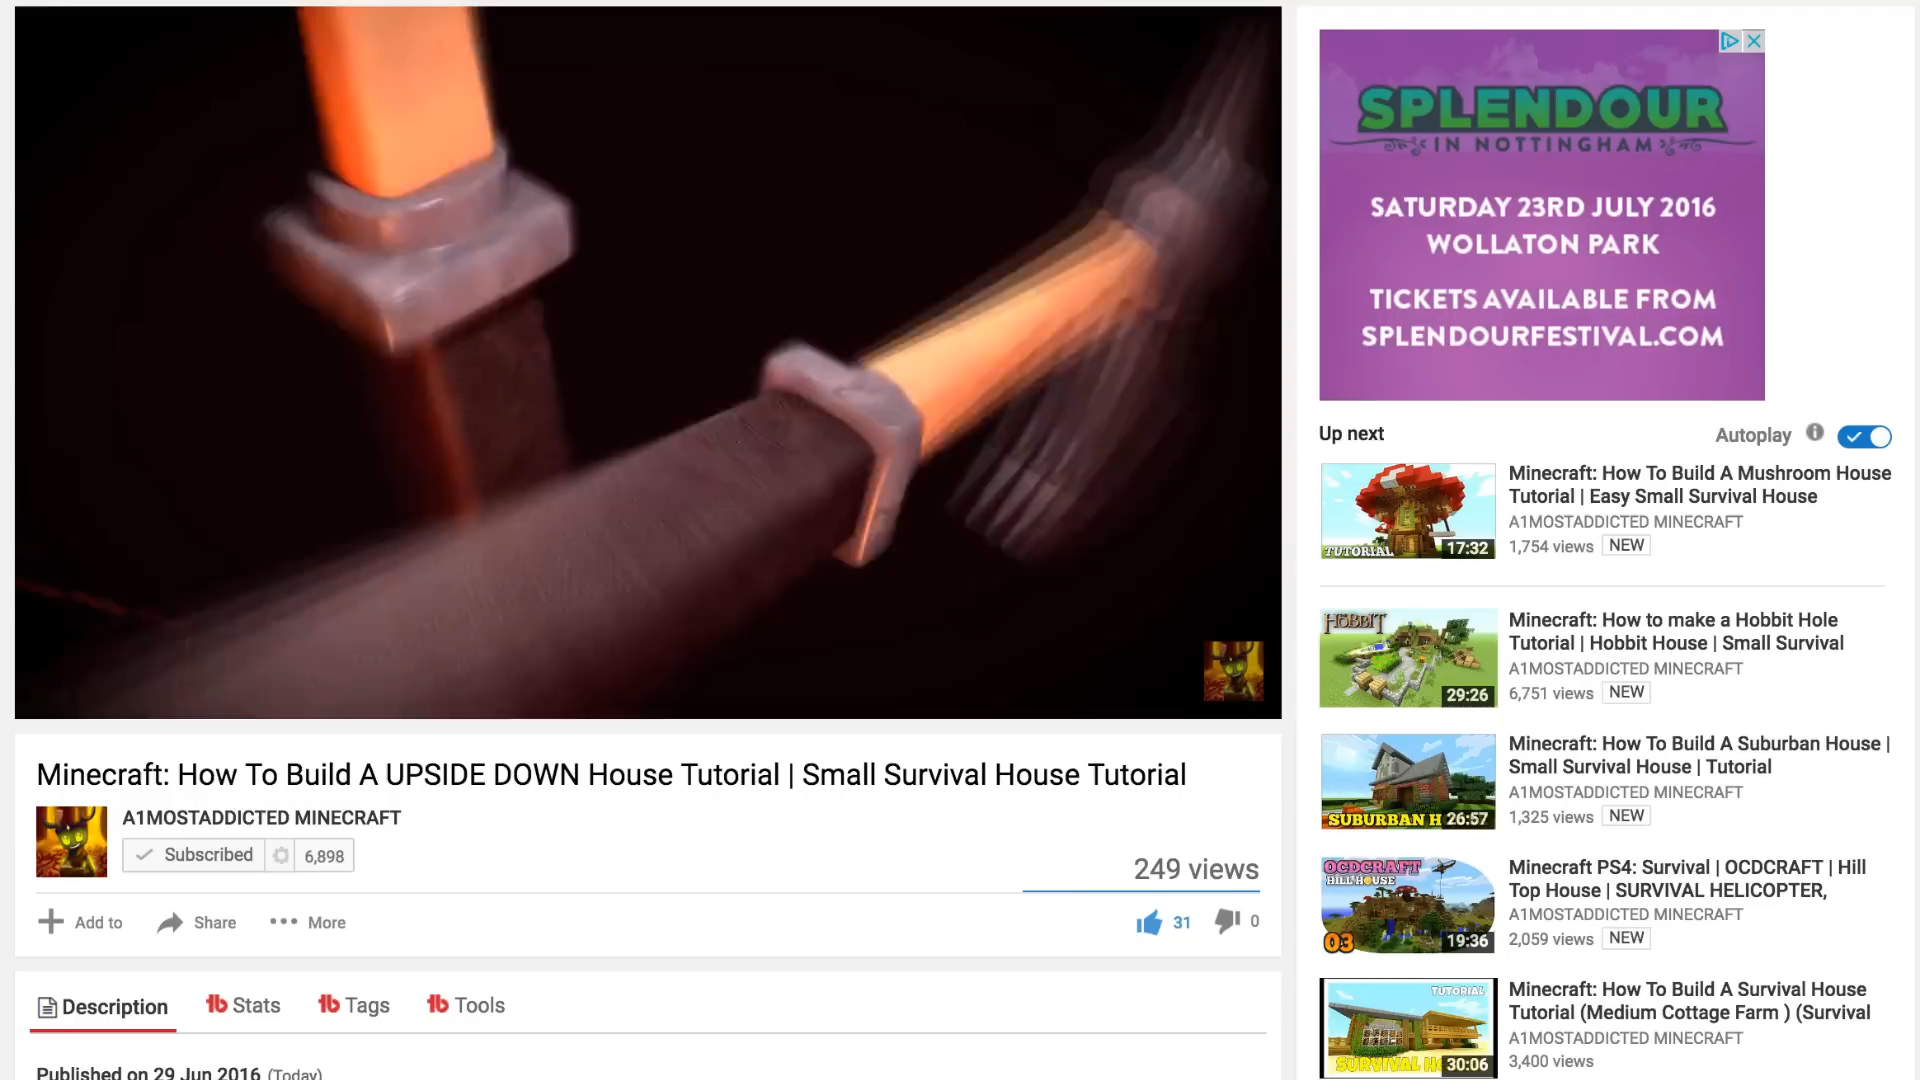 SPLENDOUR
IN NOTTINGHAM
SATURDAY 23RD JULY 2016
WOLLATON PARK
TICKETS AVAILABLE FROM
SPLENDOURFESTIVAL.COM
Up next
Autoplay
TUTORIAL
17:32
Minecraft: How To Build A Mushroom House
Tutorial | Easy Small Survival House
A1MOSTADDICTED MINECRAFT
1,754 views NEW
HOBBIT
29:26
Minecraft: How to make a Hobbit Hole
Tutorial | Hobbit House | Small Survival
A1MOSTADDICTED MINECRAFT
6,751 views NEW
SUBURBAN H
26:57
Minecraft: How To Build A Suburban House |
Small Survival House | Tutorial
A1MOSTADDICTED MINECRAFT
1,325 views NEW
OCDCRAFT
HILL HOUSE
03
19:36
Minecraft PS4: Survival | OCDCRAFT | Hill
Top House | SURVIVAL HELICOPTER,
A1MOSTADDICTED MINECRAFT
2,059 views NEW
TUTORIAL
SURVIVAL HO
30:06
Minecraft: How To Build A Survival House
Tutorial (Medium Cottage Farm ) (Survival
A1MOSTADDICTED MINECRAFT
3,400 views
Minecraft: How To Build A UPSIDE DOWN House Tutorial | Small Survival House Tutorial
A1MOSTADDICTED MINECRAFT
Subscribed 6,898
249 views
Add to Share More
31 0
Description Stats Tags Tools
Published on 29 Jun 2016 (Today)